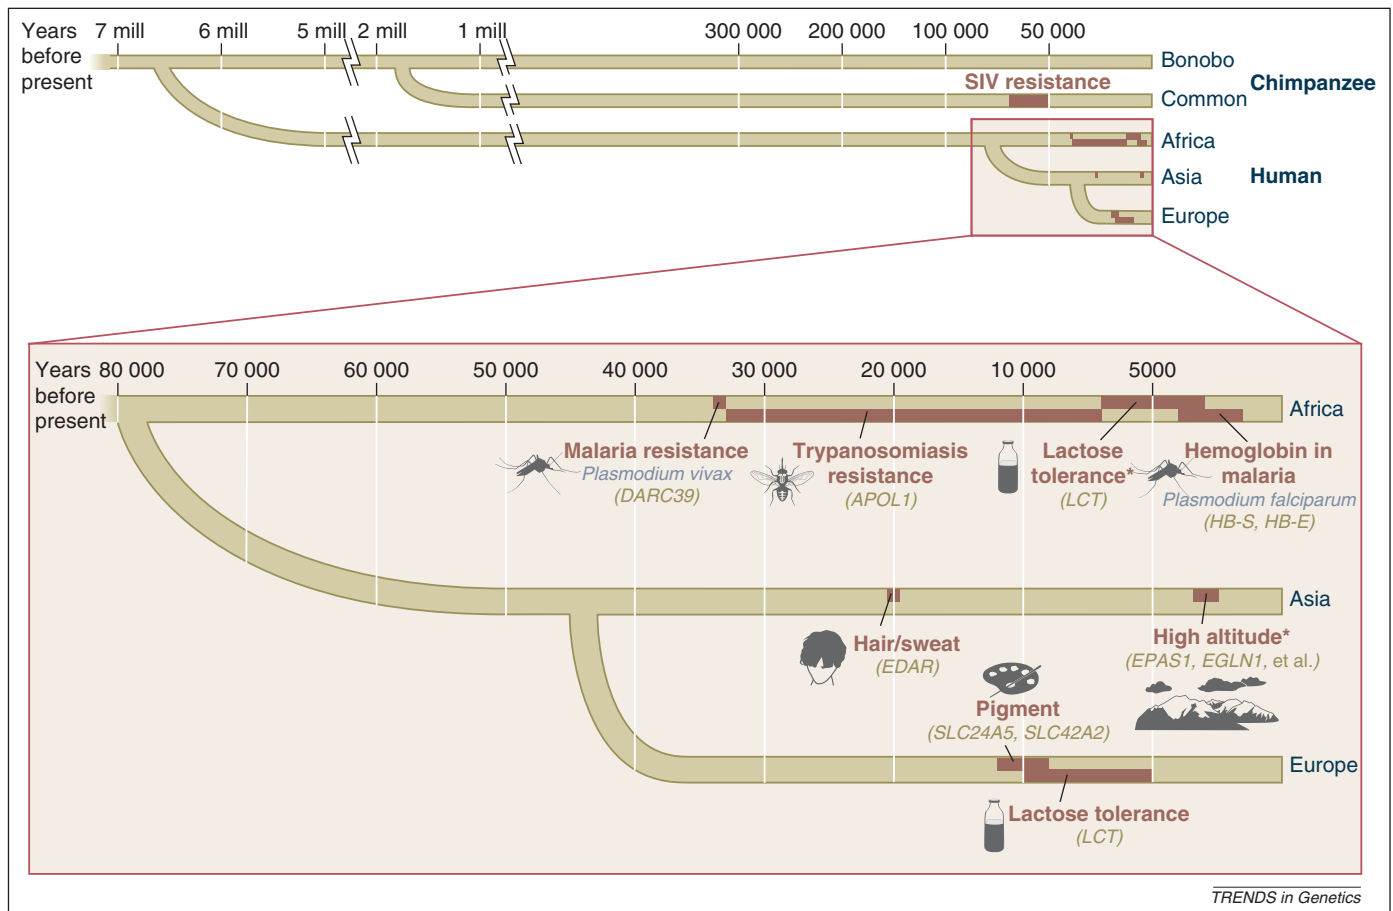 Years 7 mill 6 mill 5 mill 2 mill 1 mill 300 000 200 000 100 000 50 000
before
present
Bonobo
Chimpanzee
SIV resistance
Common
Africa
Asia
Human
Europe
Years 80 000 70 000 60 000 50 000 40 000 30 000 20 000 10 000 5000
before
present
Africa
Malaria resistance
Plasmodium vivax
(DARC39)
Trypanosomiasis
resistance
(APOL1)
Lactose
tolerance*
(LCT)
Hemoglobin in
malaria
Plasmodium falciparum
(HB-S, HB-E)
Asia
Hair/sweat
(EDAR)
High altitude*
(EPAS1, EGLN1, et al.)
Pigment
(SLC24A5, SLC42A2)
Europe
Lactose tolerance
(LCT)
TRENDS in Genetics